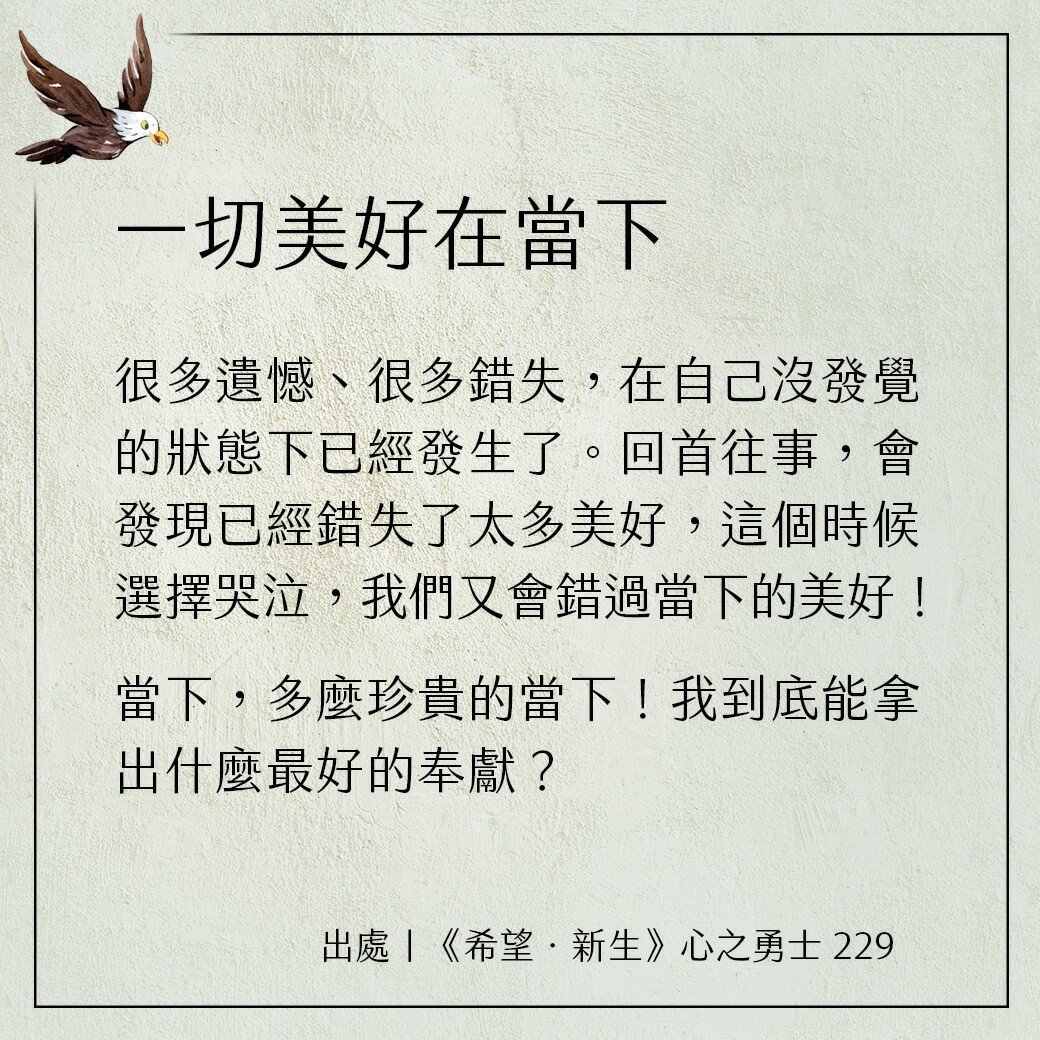 一切美好在當下
很多遺憾、很多錯失，在自己沒發覺
的狀態下已經發生了。回首往事，會
發現已經錯失了太多美好，這個時候
選擇哭泣，我們又會錯過當下的美好！
當下，多麼珍貴的當下！我到底能拿
出什麼最好的奉獻？
出處｜《希望．新生》心之勇士 229